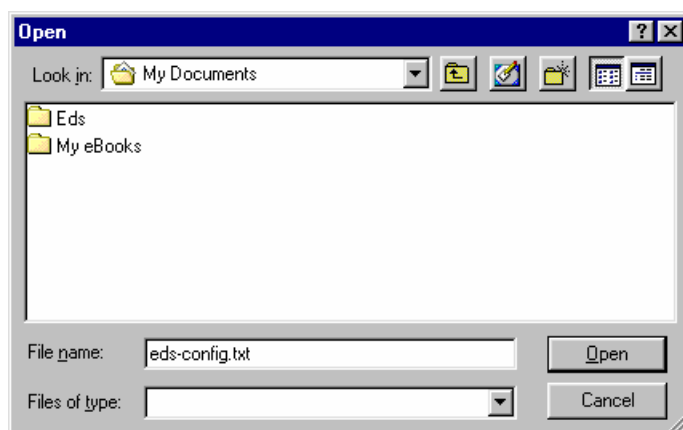 Open
Look in: My Documents
Eds
My eBooks
File name: eds-config.txt Open
Files of type: Cancel